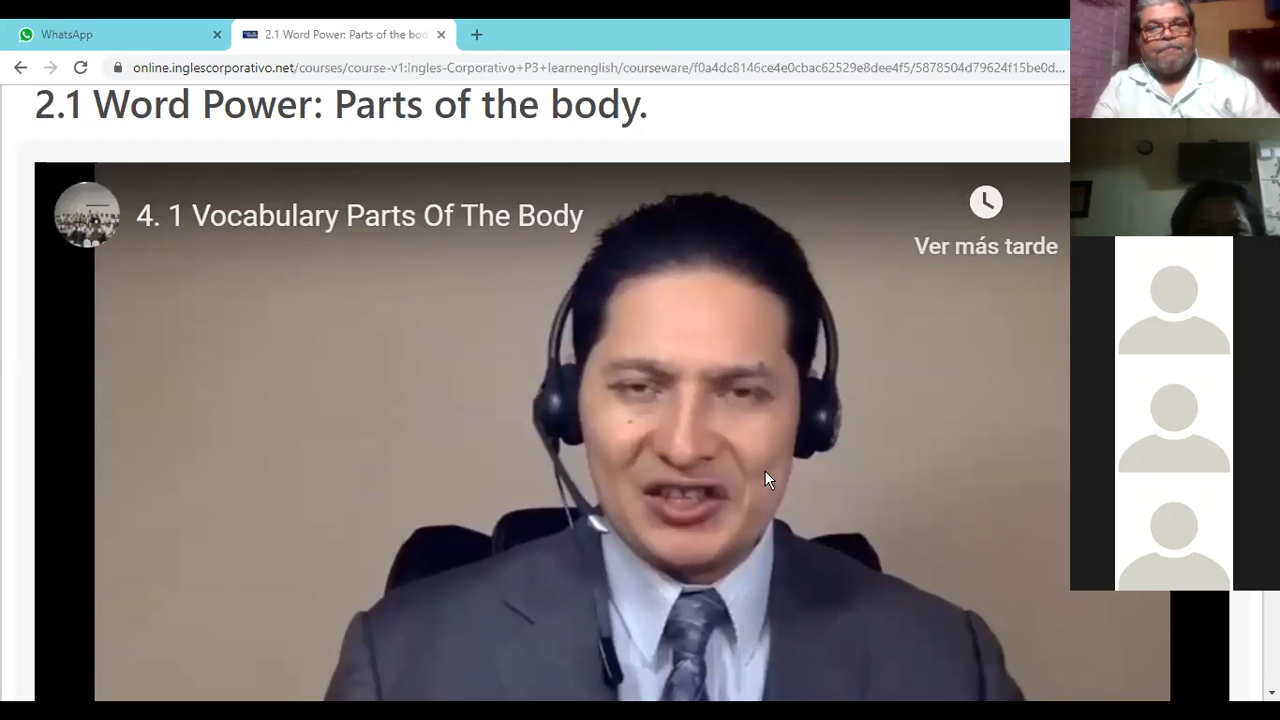 WhatsApp
2.1 Word Power: Parts of the bod
online.inglescorporativo.net/courses/course-v1:Ingles-Corporativo+P3+learnenglish/courseware/f0a4dc8146ce4e0cbac62529e8dee4f5/5878504d79624f15be0d...
2.1 Word Power: Parts of the body.
4. 1 Vocabulary Parts Of The Body
Ver más tarde